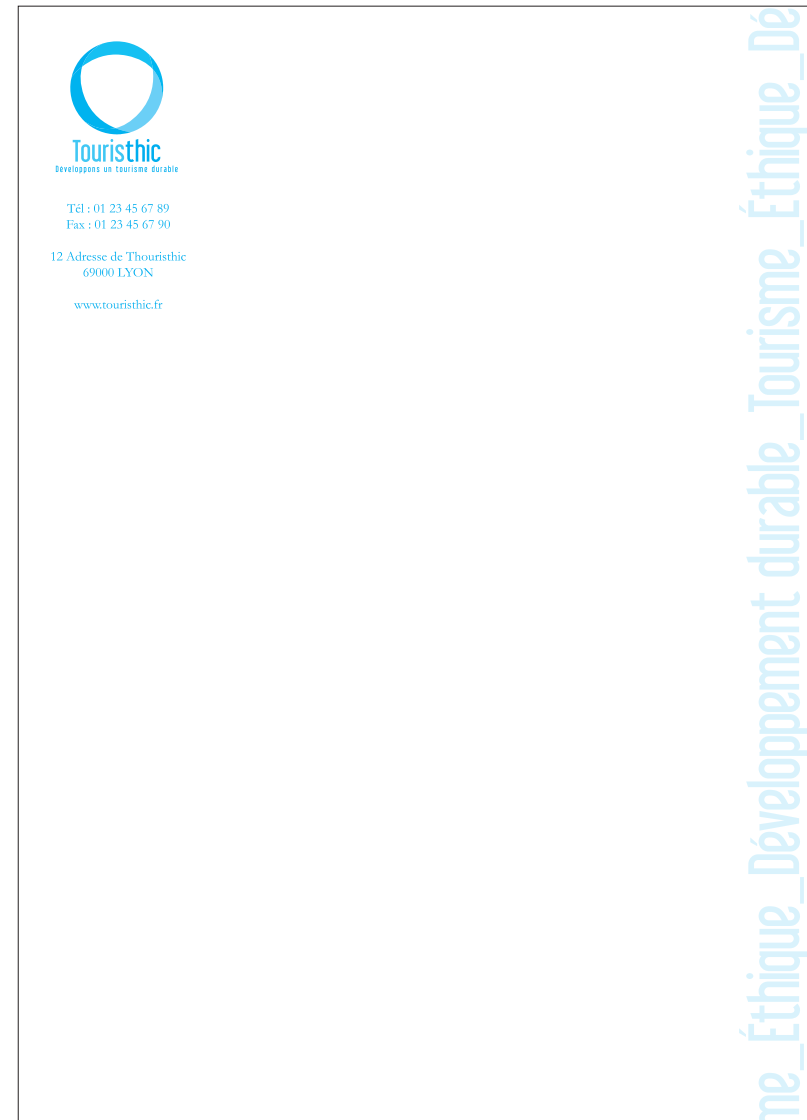 Touristhic
Développons un tourisme durable
Tél : 01 23 45 67 89
Fax : 01 23 45 67 90
12 Adresse de Thouristhic
69000 LYON
www.touristhic.fr
me_Éthique_Développement durable_Tourisme_Éthique_Dé